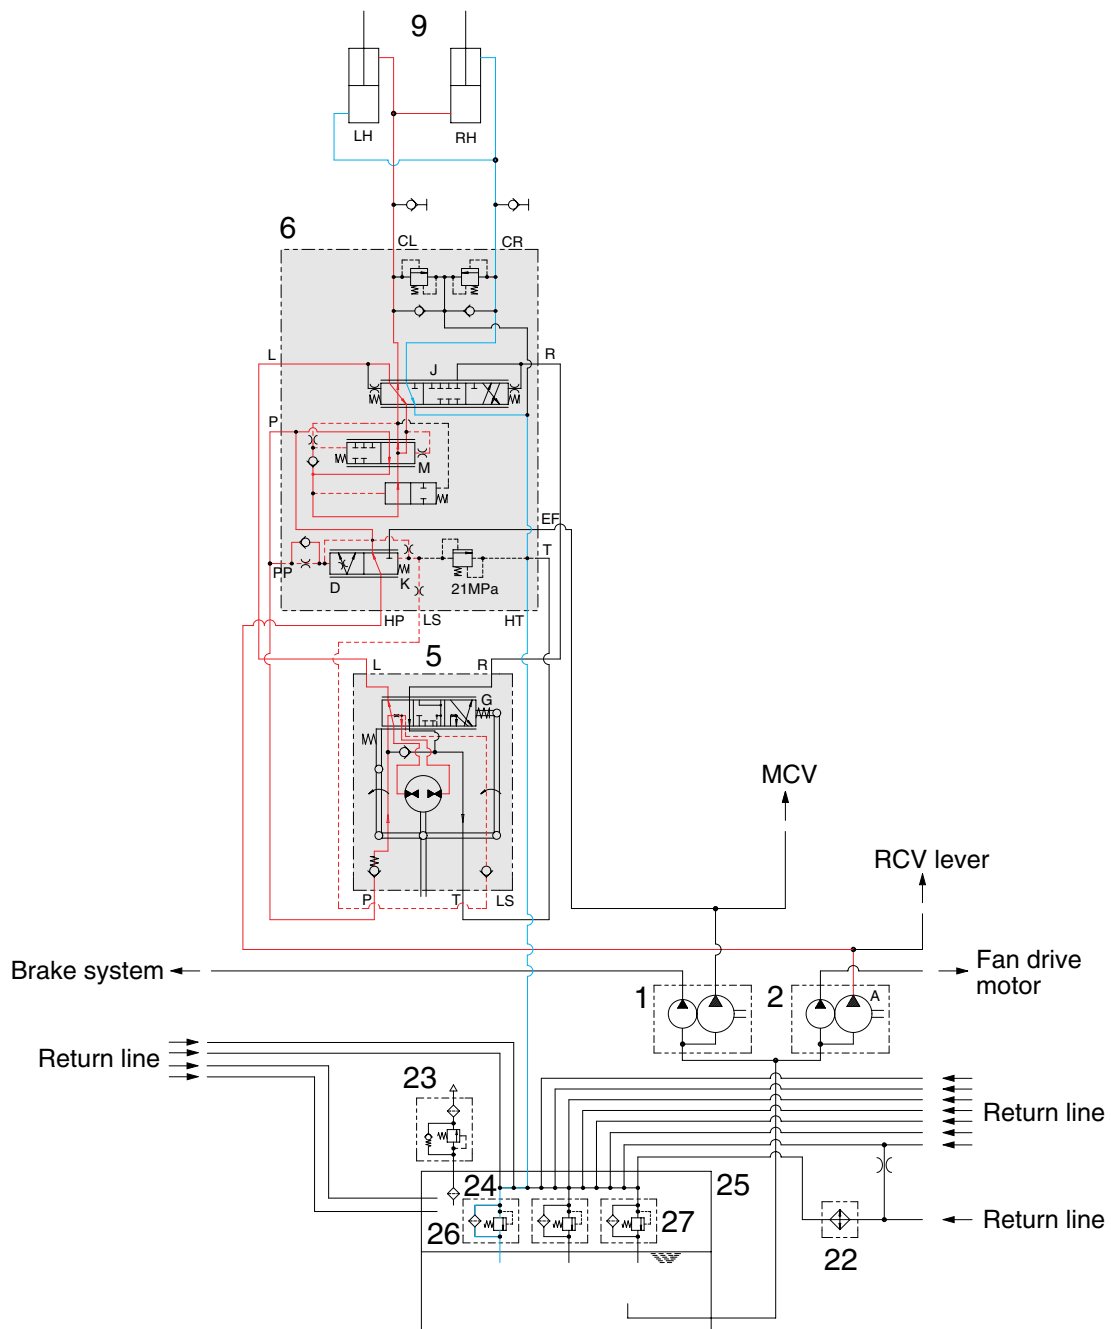 9
LH
RH
6
CL
CR
L
J
R
P
M
EF
T
PP
D
K
21MPa
HP
LS
HT
5
L
R
G
MCV
RCV lever
P
T
LS
Brake system
Fan drive
motor
1
2
A
Return line
23
Return line
24
25
26
27
Return line
22